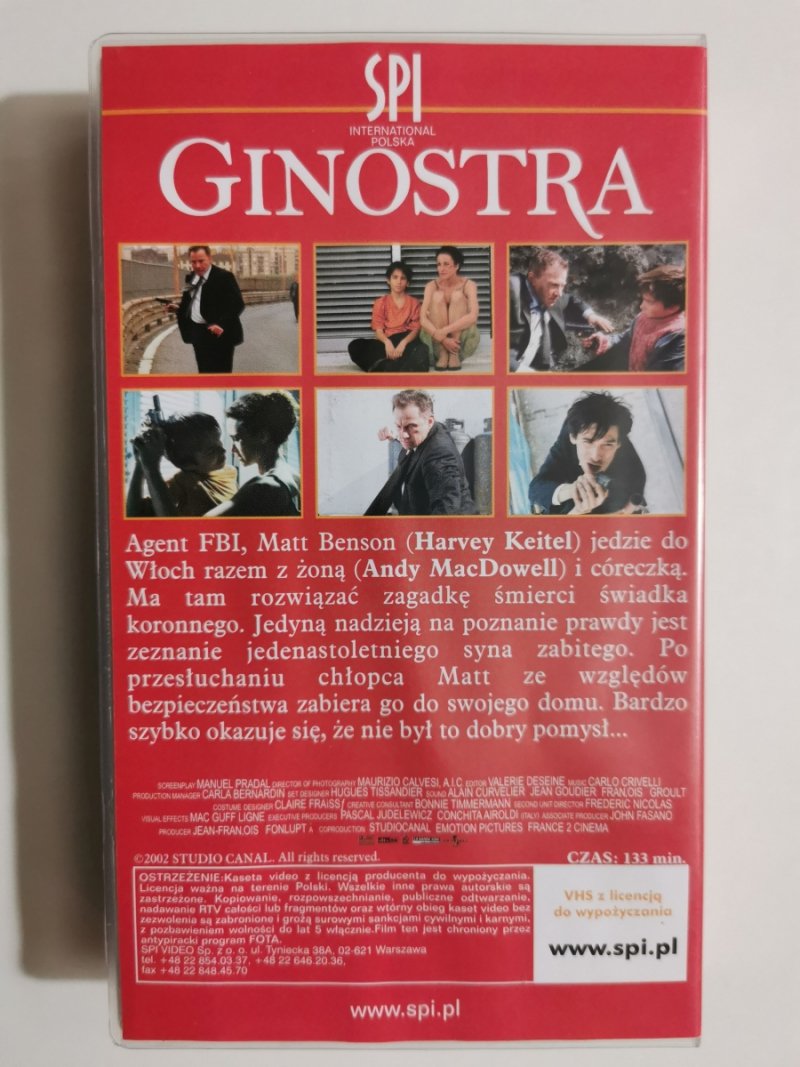 SPI
INTERNATIONAL
POLSKA
GINOSTRA
Agent FBI, Matt Benson (Harvey Keitel) jedzie do
Włoch razem z żoną (Andy MacDowell) i córeczką.
Ma tam rozwiązać zagadkę śmierci świadka
koronnego. Jedyną nadzieją na poznanie prawdy jest
zeznanie jedenastoletniego syna zabitego. Po
przesłuchaniu chłopca Matt ze względów
bezpieczeństwa zabiera go do swojego domu. Bardzo
szybko okazuje się, że nie był to dobry pomysł...
SCREENPLAY MANUEL PRADAL DIRECTOR OF PHOTOGRAPHY MAURIZIO CALVESI, A.I.C EDITOR VALERIE DESEINE MUSIC CARLO CRIVELLI
PRODUCTION MANAGER CARLA BERNARDIN SET DESIGNER HUGUES TISSANDIER SOUND ALAIN CURVELIER JEAN GOUDIER FRAN,OIS GROULT
COSTUME DESIGNER CLAIRE FRAISSƒ CREATIVE CONSULTANT BONNIE TIMMERMANN SECOND UNIT DIRECTOR FREDERIC NICOLAS
VISUAL EFFECTS MAC GUFF LIGNE EXECUTIVE PRODUCERS PASCAL JUDELEWICZ CONCHITA AIROLDI (ITALY) ASSOCIATE PRODUCER JOHN FASANO
PRODUCER JEAN-FRAN,OIS FONLUPT A COPRODUCTION STUDIOCANAL EMOTION PICTURES FRANCE 2 CINEMA
©2002 STUDIO CANAL. All rights reserved.
CZAS: 133 min.
OSTRZEŻENIE:Kaseta video z licencją producenta do wypożyczania.
Licencja ważna na terenie Polski. Wszelkie inne prawa autorskie są
zastrzeżone. Kopiowanie, rozpowszechnianie, publiczne odtwarzanie,
nadawanie RTV całości lub fragmentów oraz wtórny obieg kaset video bez
zezwolenia są zabronione i grożą surowymi sankcjami cywilnymi i karnymi,
z pozbawieniem wolności do lat 5 włącznie.Film ten jest chroniony przez
antypiracki program FOTA.
SPI VIDEO Sp. z o. o. ul. Tyniecka 38A, 02-621 Warszawa
tel. +48 22 854.03.37, +48 22 646.20.36,
fax +48 22 848.45.70
VHS z licencją
do wypożyczania
www.spi.pl
www.spi.pl